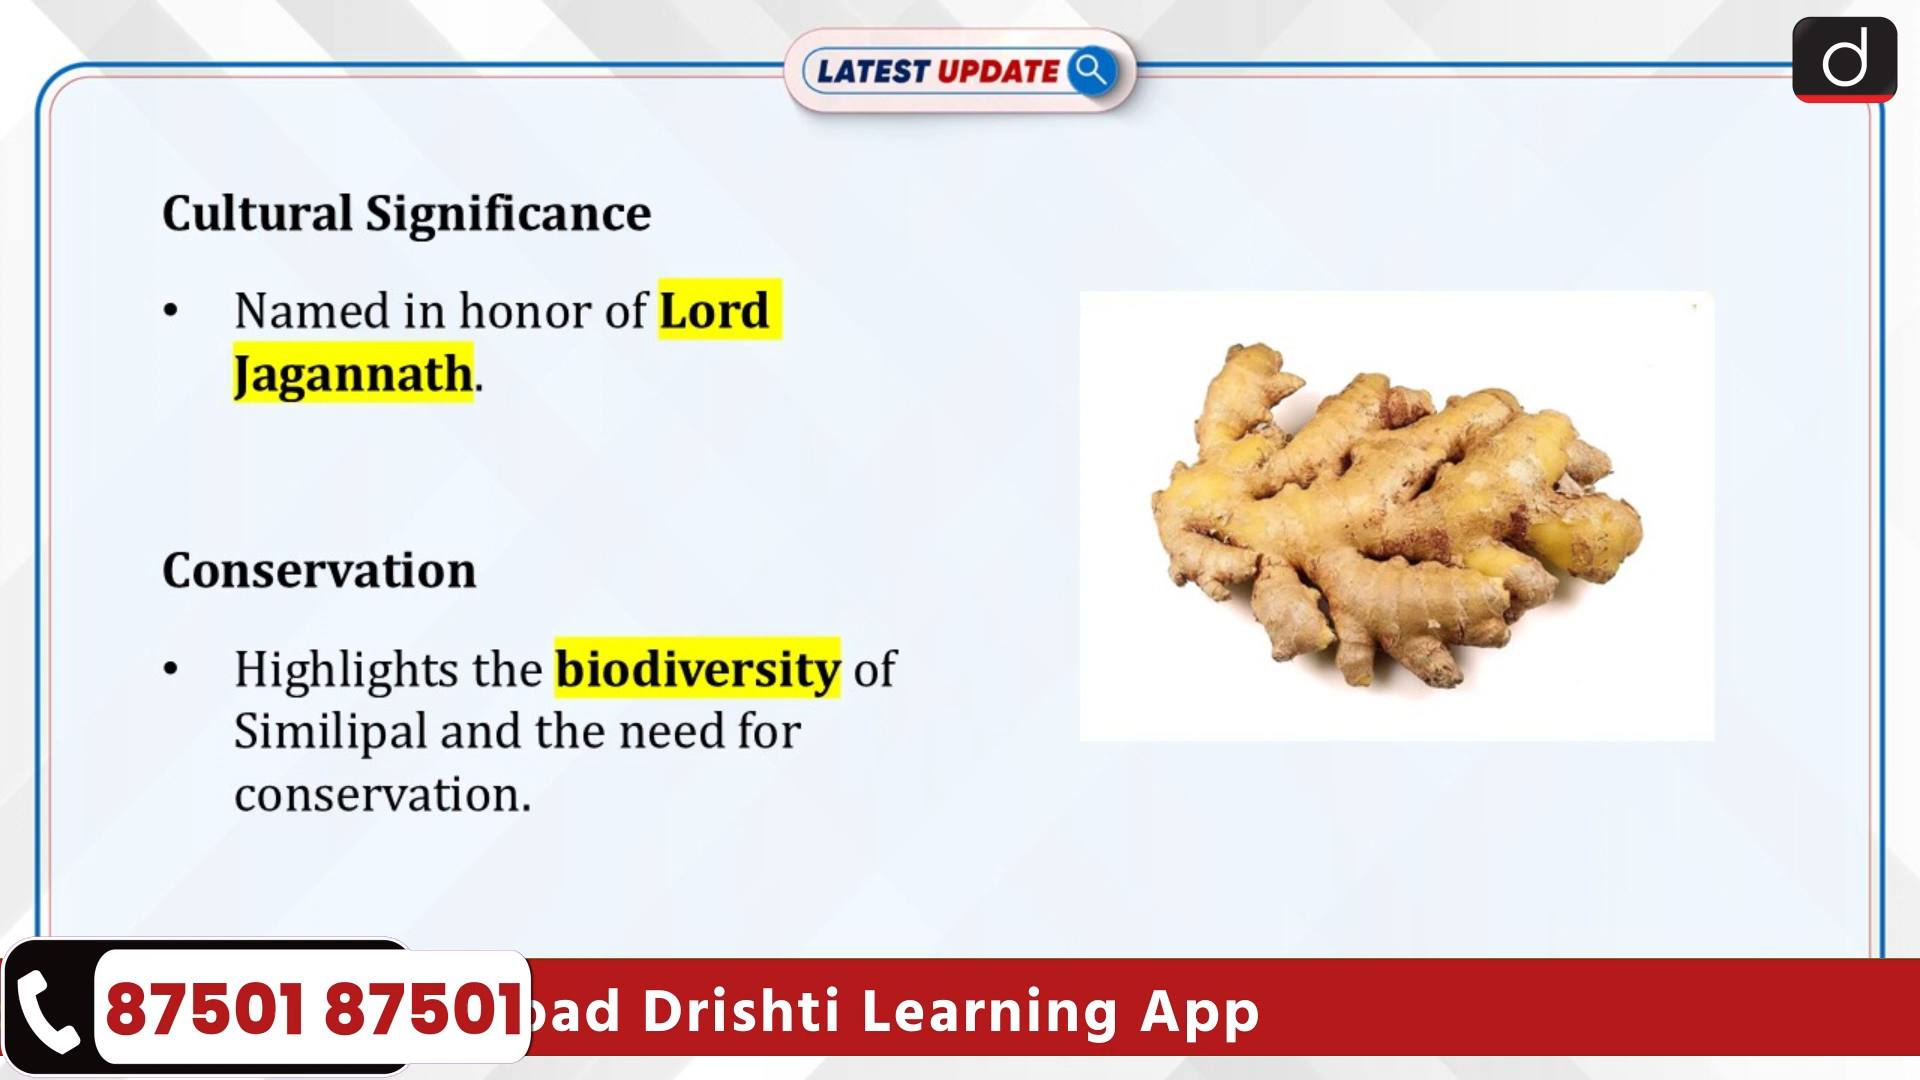 LATEST UPDATE
d
Cultural Significance
• Named in honor of Lord
Jagannath.
Conservation
• Highlights the biodiversity of
Similipal and the need for
conservation.
87501 87501
Drishti Learning App